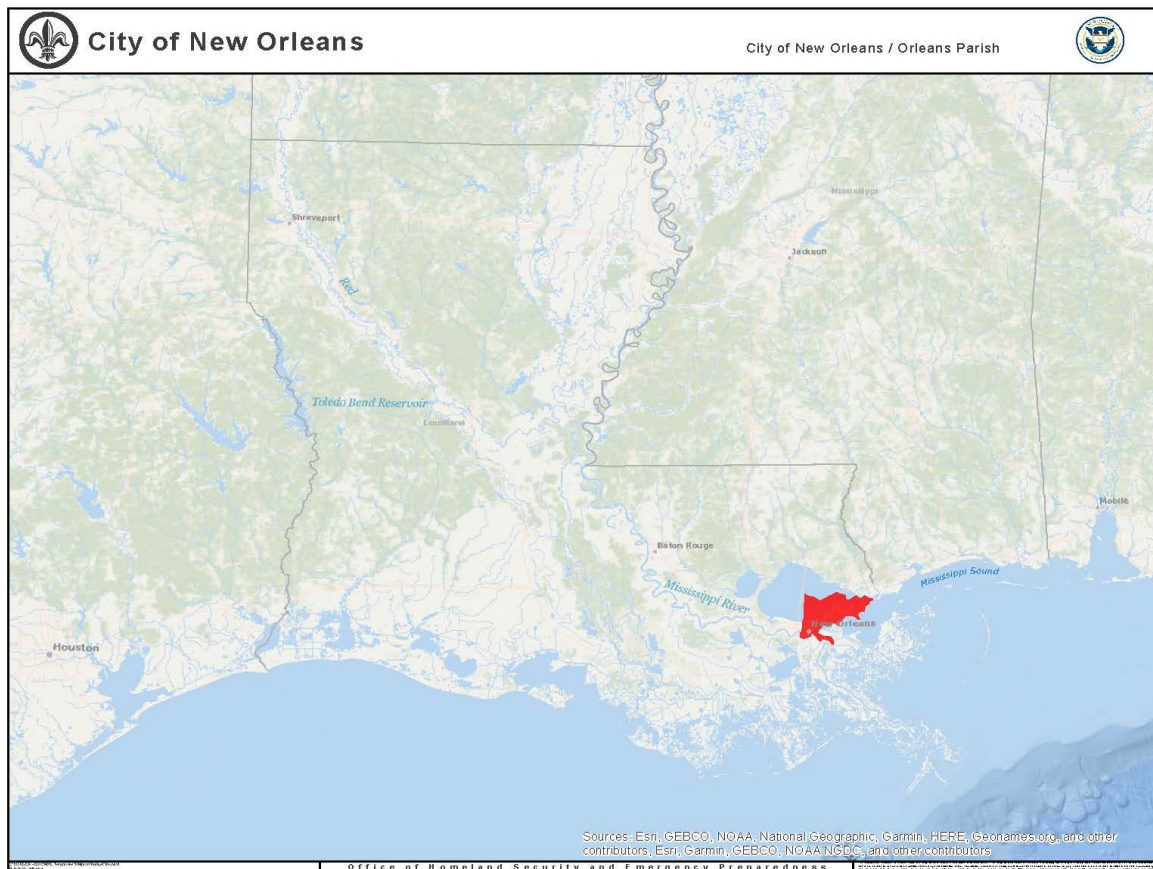 City of New Orleans
City of New Orleans / Orleans Parish
Mississippi
Shreveport
Jackson
Red
Toledo Bend Reservoir
Louisiana
Mobile
Baton Rouge
Mississippi Sound
Mississippi River
New Orleans
Houston
Sources: Esri, GEBCO, NOAA, National Geographic, Garmin, HERE, Geonames.org, and other
contributors, Esri, Garmin, GEBCO, NOAA NGDC, and other contributors
Office of Homeland Security and Emergency Preparedness